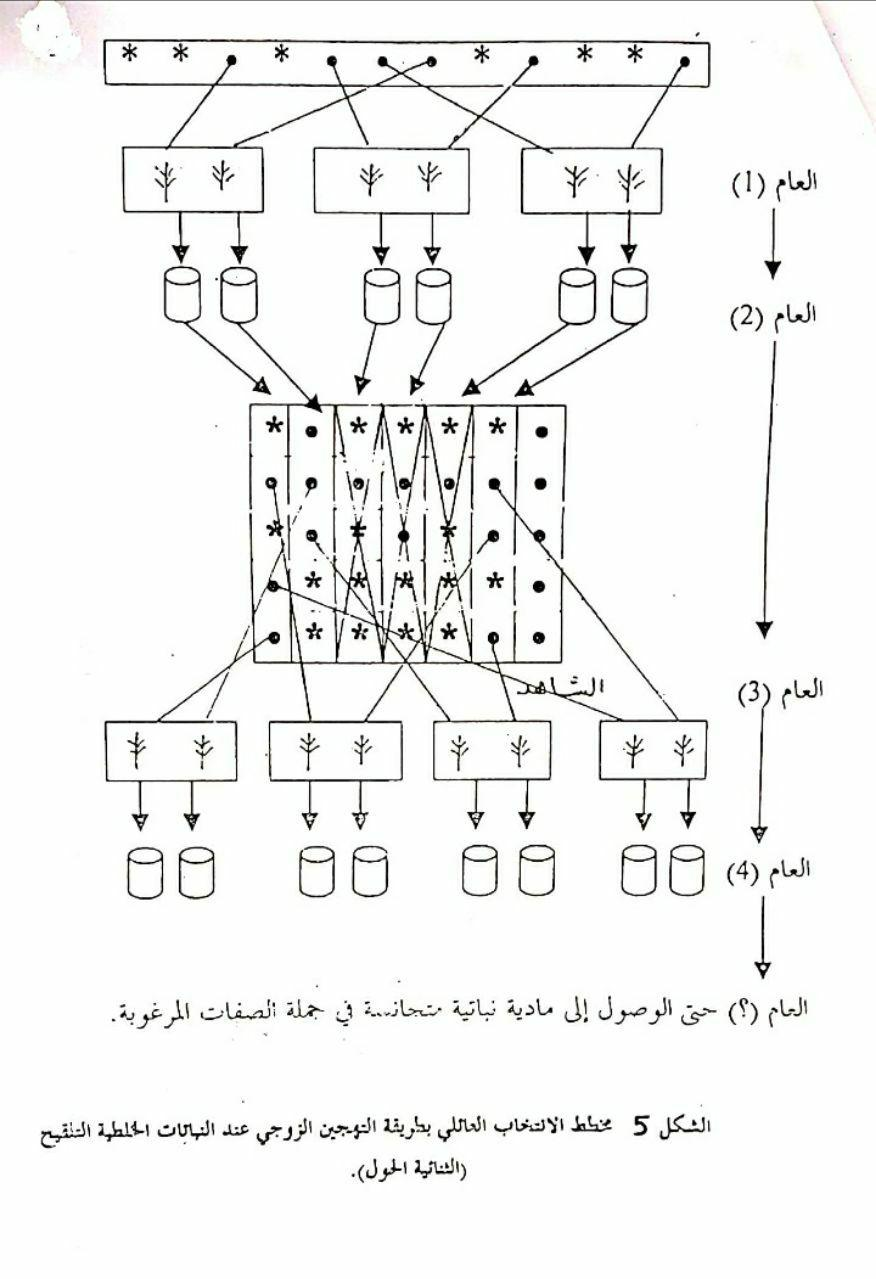 العام (1)
العام (2)
الشاهد
العام (3)
العام (4)
العام (؟) حتى الوصول إلى مادية نباتية متجانسة في جملة الصفات المرغوبة.
الشكل 5 مخطط الانتخاب العائلي بطريقة التهجين الزوجي عند النباتات الخلطية التلقيح
(الثنائية الحول).